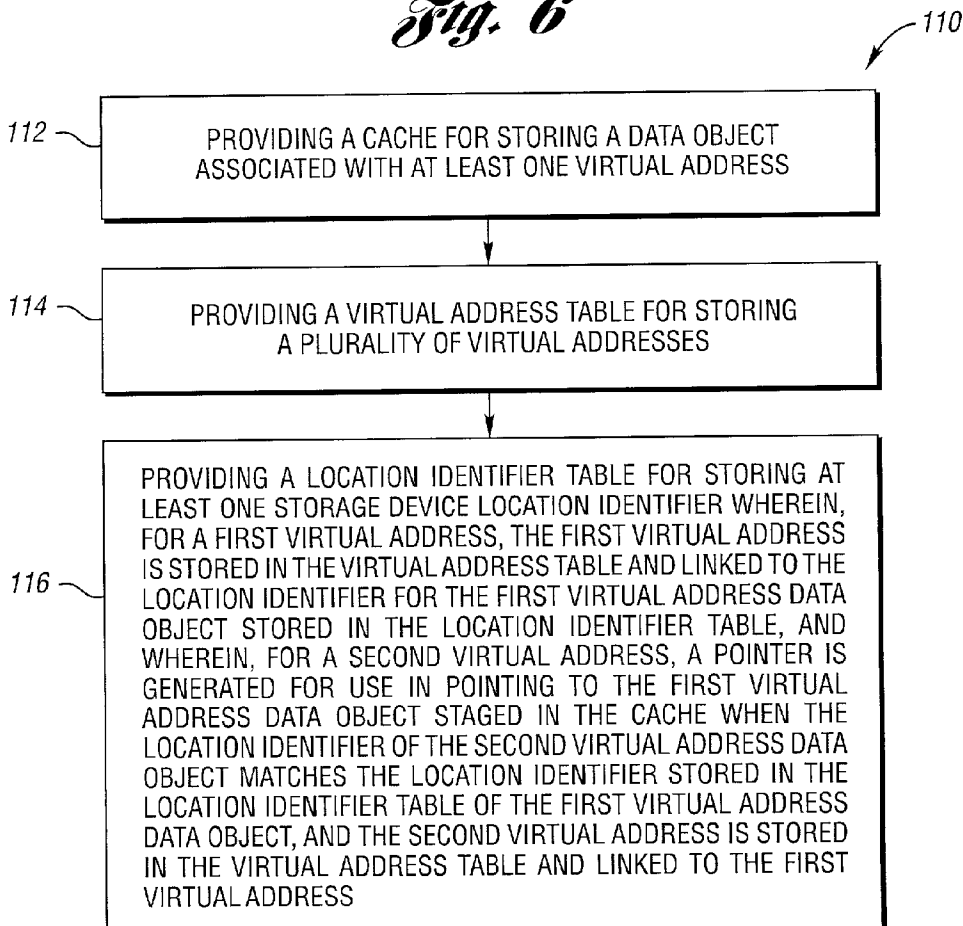 Fig. 6
110
112
PROVIDING A CACHE FOR STORING A DATA OBJECT
ASSOCIATED WITH AT LEAST ONE VIRTUAL ADDRESS
114
PROVIDING A VIRTUAL ADDRESS TABLE FOR STORING
A PLURALITY OF VIRTUAL ADDRESSES
116
PROVIDING A LOCATION IDENTIFIER TABLE FOR STORING AT
LEAST ONE STORAGE DEVICE LOCATION IDENTIFIER WHEREIN,
FOR A FIRST VIRTUAL ADDRESS, THE FIRST VIRTUAL ADDRESS
IS STORED IN THE VIRTUAL ADDRESS TABLE AND LINKED TO THE
LOCATION IDENTIFIER FOR THE FIRST VIRTUAL ADDRESS DATA
OBJECT STORED IN THE LOCATION IDENTIFIER TABLE, AND
WHEREIN, FOR A SECOND VIRTUAL ADDRESS, A POINTER IS
GENERATED FOR USE IN POINTING TO THE FIRST VIRTUAL
ADDRESS DATA OBJECT STAGED IN THE CACHE WHEN THE
LOCATION IDENTIFIER OF THE SECOND VIRTUAL ADDRESS DATA
OBJECT MATCHES THE LOCATION IDENTIFIER STORED IN THE
LOCATION IDENTIFIER TABLE OF THE FIRST VIRTUAL ADDRESS
DATA OBJECT, AND THE SECOND VIRTUAL ADDRESS IS STORED
IN THE VIRTUAL ADDRESS TABLE AND LINKED TO THE FIRST
VIRTUAL ADDRESS